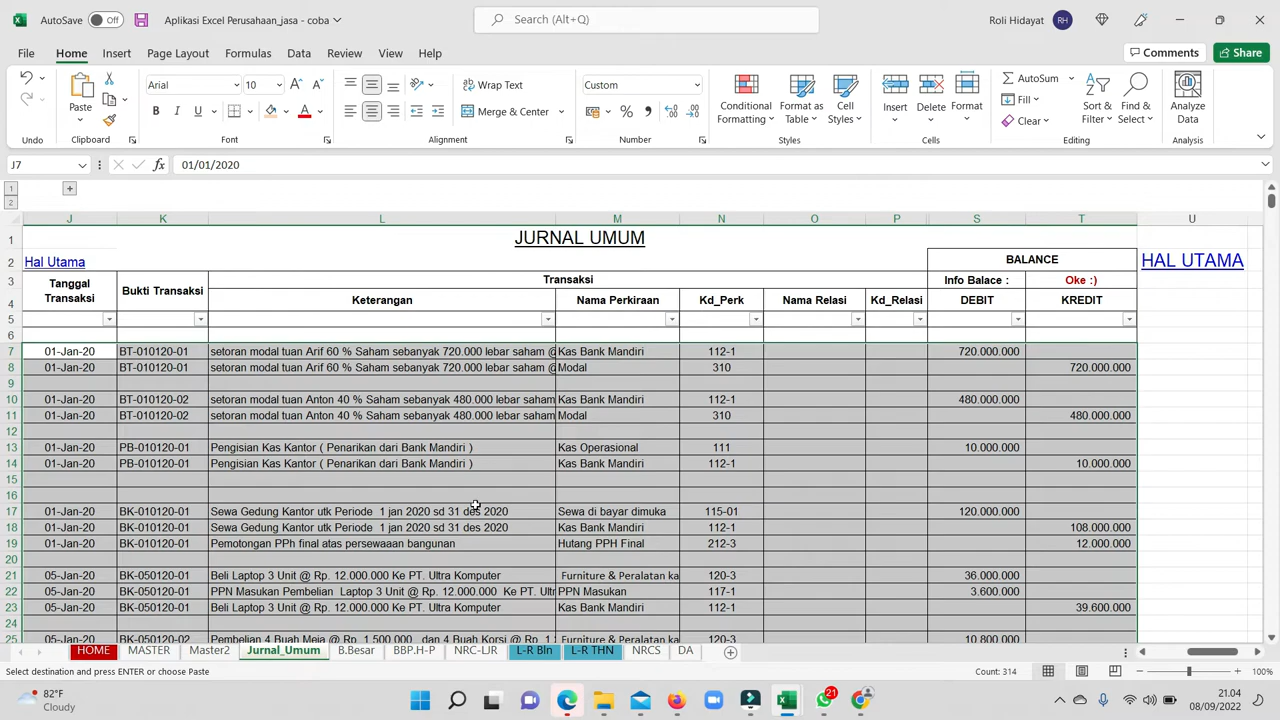 AutoSave Off Aplikasi Excel Perusahaan_jasa - coba Search (Alt+Q) Roli Hidayat RH
File Home Insert Page Layout Formulas Data Review View Help Comments Share
Paste Arial 10 Wrap Text Custom Conditional Formatting Format as Table Cell Styles Insert Delete Format AutoSum Sort & Filter Find & Select Analyze Data
B I U Merge & Center Fill Clear
Undo Clipboard Font Alignment Number Styles Cells Editing Analysis
J7 fx 01/01/2020
1
2
J K L M N O P S T U
1 JURNAL UMUM
2 Hal Utama BALANCE HAL UTAMA
3 Tanggal Transaksi Bukti Transaksi Transaksi Info Balace : Oke :)
4 Keterangan Nama Perkiraan Kd_Perk Nama Relasi Kd_Relasi DEBIT KREDIT
5
6
7 01-Jan-20 BT-010120-01 setoran modal tuan Arif 60 % Saham sebanyak 720.000 lebar saham @ Kas Bank Mandiri 112-1 720.000.000
8 01-Jan-20 BT-010120-01 setoran modal tuan Arif 60 % Saham sebanyak 720.000 lebar saham @ Modal 310 720.000.000
9
10 01-Jan-20 BT-010120-02 setoran modal tuan Anton 40 % Saham sebanyak 480.000 lebar saham Kas Bank Mandiri 112-1 480.000.000
11 01-Jan-20 BT-010120-02 setoran modal tuan Anton 40 % Saham sebanyak 480.000 lebar saham Modal 310 480.000.000
12
13 01-Jan-20 PB-010120-01 Pengisian Kas Kantor ( Penarikan dari Bank Mandiri ) Kas Operasional 111 10.000.000
14 01-Jan-20 PB-010120-01 Pengisian Kas Kantor ( Penarikan dari Bank Mandiri ) Kas Bank Mandiri 112-1 10.000.000
15
16
17 01-Jan-20 BK-010120-01 Sewa Gedung Kantor utk Periode 1 jan 2020 sd 31 des 2020 Sewa di bayar dimuka 115-01 120.000.000
18 01-Jan-20 BK-010120-01 Sewa Gedung Kantor utk Periode 1 jan 2020 sd 31 des 2020 Kas Bank Mandiri 112-1 108.000.000
19 01-Jan-20 BK-010120-01 Pemotongan PPh final atas persewaaan bangunan Hutang PPH Final 212-3 12.000.000
20
21 05-Jan-20 BK-050120-01 Beli Laptop 3 Unit @ Rp. 12.000.000 Ke PT. Ultra Komputer Furniture & Peralatan ka 120-3 36.000.000
22 05-Jan-20 BK-050120-01 PPN Masukan Pembelian Laptop 3 Unit @ Rp. 12.000.000 Ke PT. Ult PPN Masukan 117-1 3.600.000
23 05-Jan-20 BK-050120-01 Beli Laptop 3 Unit @ Rp. 12.000.000 Ke PT. Ultra Komputer Kas Bank Mandiri 112-1 39.600.000
24
25 05-Jan-20 BK-050120-02 Pembelian 4 Buah Meja @ Rp. 1.500.000 dan 4 Buah Korsi @ Rp. Furniture & Peralatan ka 120-3 10.800.000
HOME MASTER Master2 Jurnal_Umum B.Besar BBP.H-P NRC-LJR L-R Bln L-R THN NRCS DA
Select destination and press ENTER or choose Paste Count: 314 100%
82°F 21 21.04
Cloudy 08/09/2022